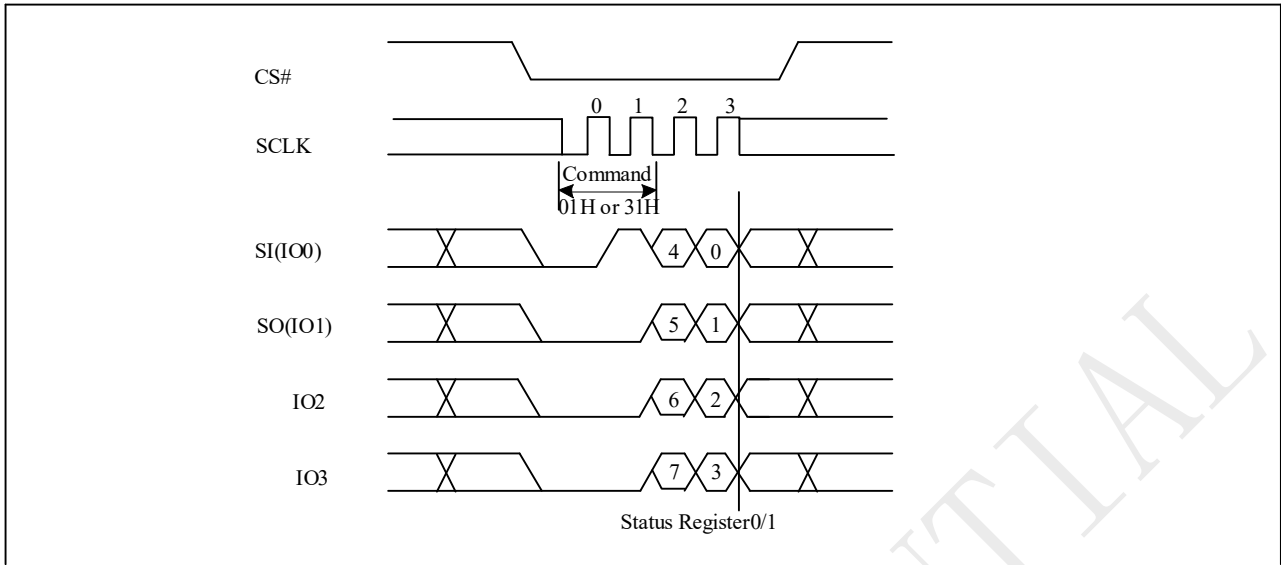 CS#
0 1 2 3
SCLK
Command
01H or 31H
SI(IO0) 4 0
SO(IO1) 5 1
IO2 6 2
IO3 7 3
Status Register0/1
NTIAL